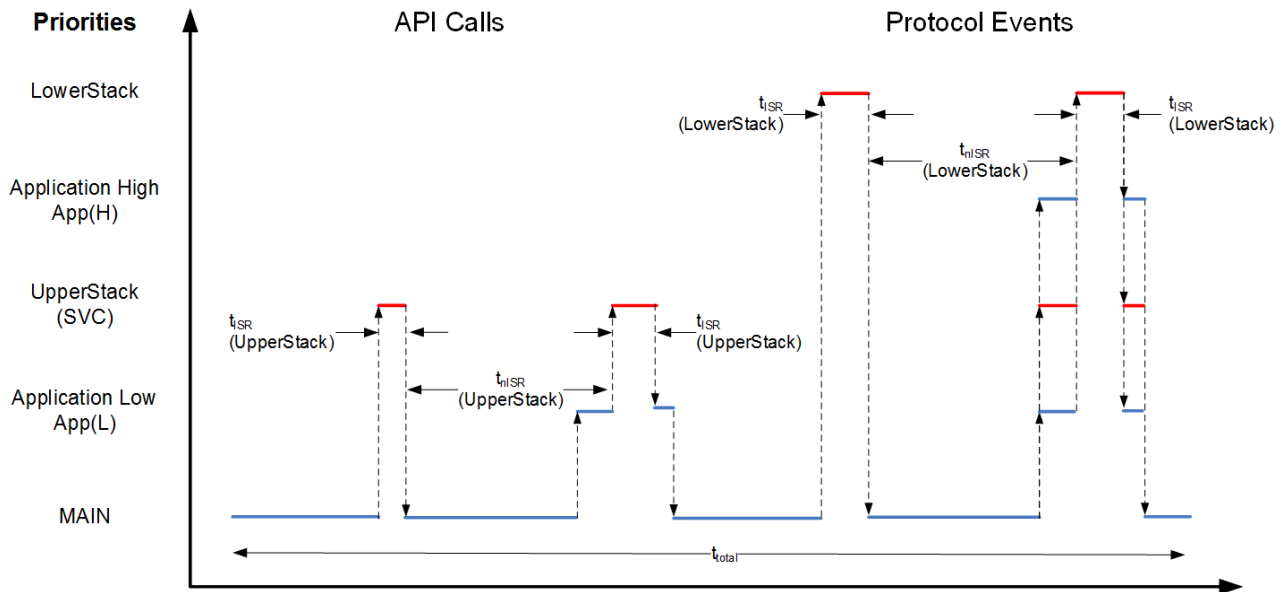 Priorities
API Calls
Protocol Events
LowerStack
tISR
(LowerStack)
tISR
(LowerStack)
tnISR
(LowerStack)
Application High
App(H)
UpperStack
(SVC)
tISR
(UpperStack)
tISR
(UpperStack)
tnISR
(UpperStack)
Application Low
App(L)
MAIN
ttotal